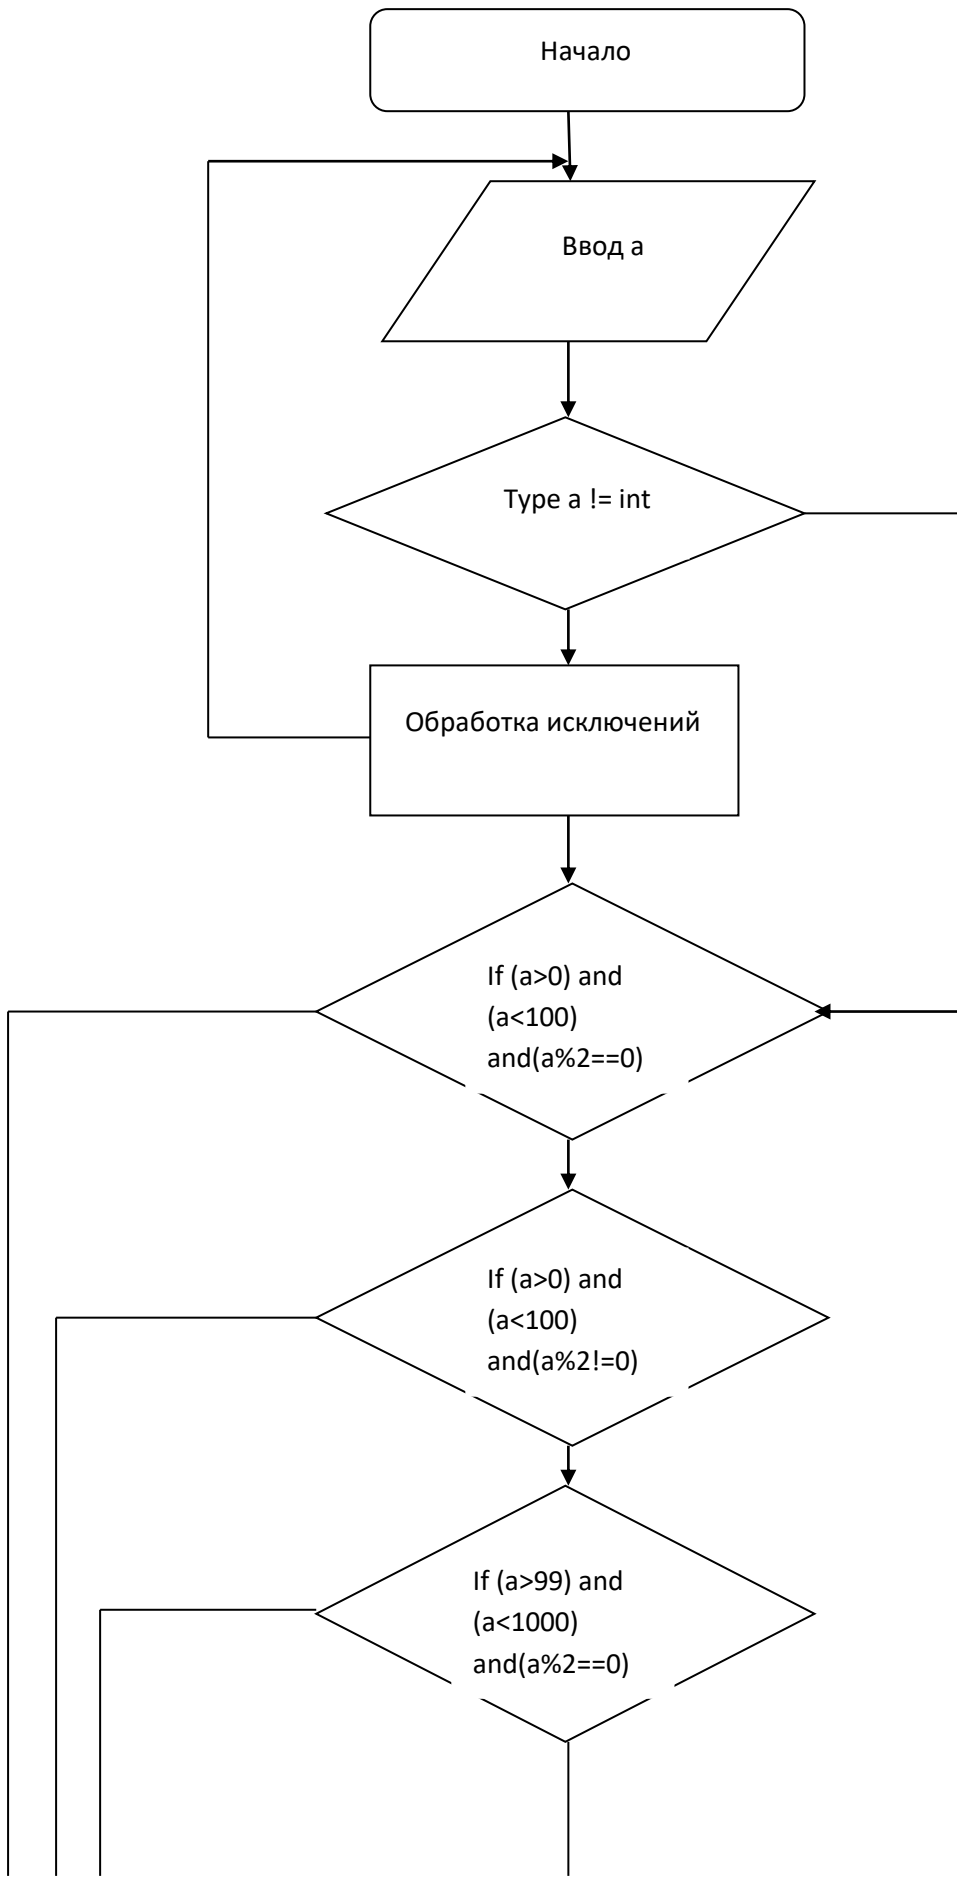 Начало
Ввод а
Type a != int
Обработка исключений
If (a>0) and
(a<100)
and(a%2==0)
If (a>0) and
(a<100)
and(a%2!=0)
If (a>99) and
(a<1000)
and(a%2==0)